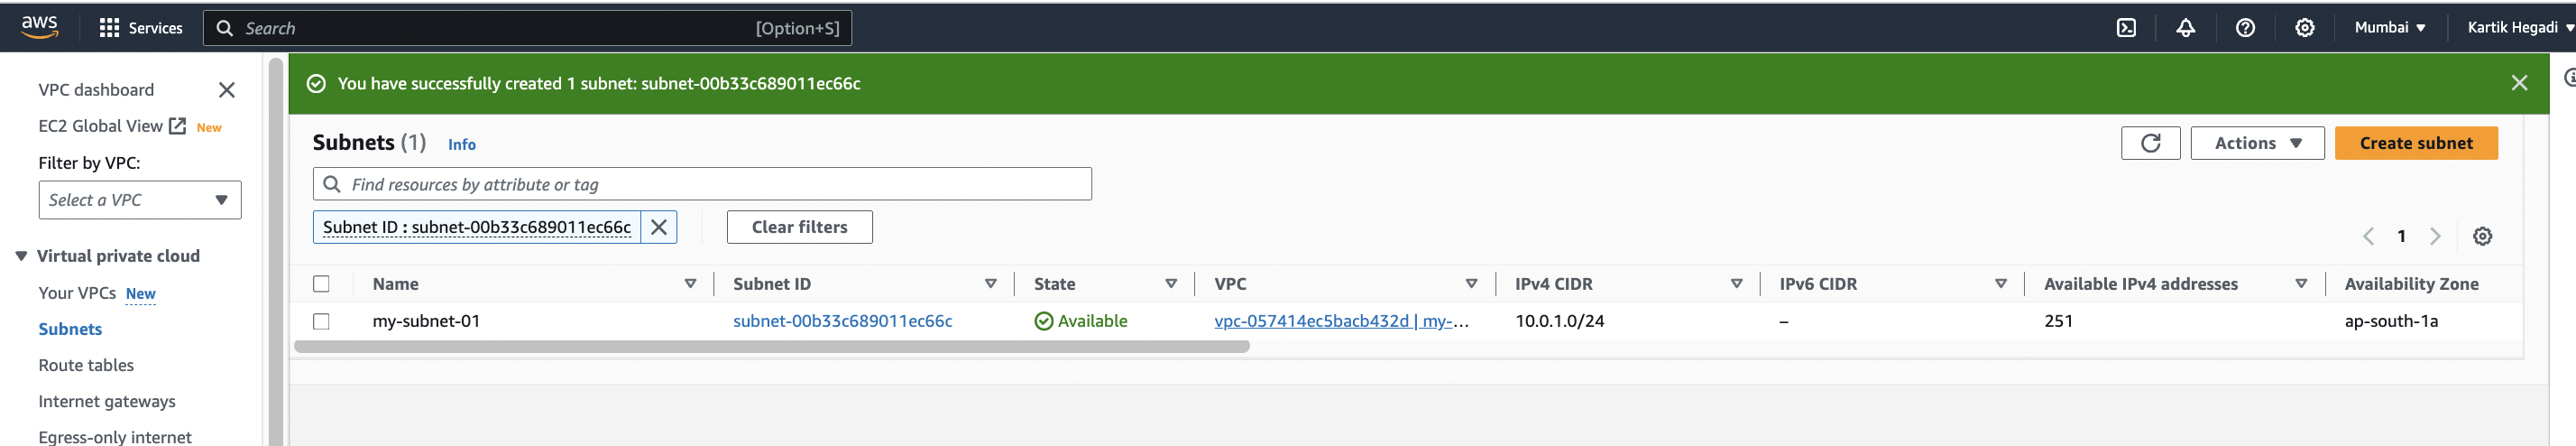 aws Services Search [Option+S] Mumbai Kartik Hegadi
VPC dashboard
EC2 Global View New
Filter by VPC:
Select a VPC
Virtual private cloud
Your VPCs New
Subnets
Route tables
Internet gateways
Egress-only internet
You have successfully created 1 subnet: subnet-00b33c689011ec66c
Subnets (1) Info Actions Create subnet
Find resources by attribute or tag
Subnet ID : subnet-00b33c689011ec66c Clear filters
1
Name Subnet ID State VPC IPv4 CIDR IPv6 CIDR Available IPv4 addresses Availability Zone
my-subnet-01 subnet-00b33c689011ec66c Available vpc-057414ec5bacb432d | my-... 10.0.1.0/24 – 251 ap-south-1a